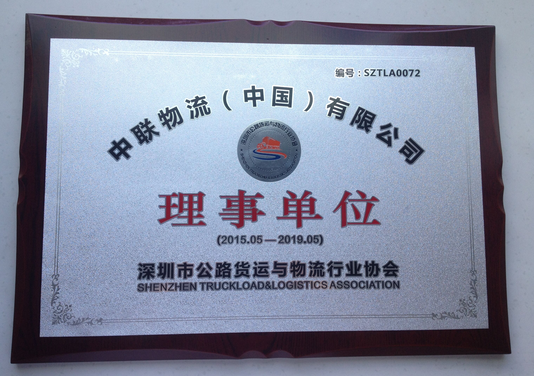 编号：SZTLA0072
中联物流（中国）有限公司
理事单位
(2015.05—2019.05)
深圳市公路货运与物流行业协会
SHENZHEN TRUCKLOAD&LOGISTICS ASSOCIATION